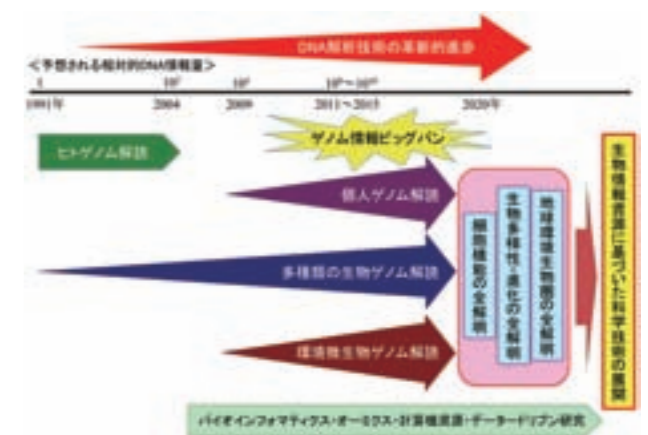 DNA解析技術の革新的進歩
＜予想される相対的DNA情報量＞
1
1991年 2004 2009 2011～2015 2020年
ゲノム情報ビッグバン
ヒトゲノム解読
個人ゲノム解読
多種類の生物ゲノム解読
環境微生物ゲノム解読
細胞機能の全解明
生物多様性・進化の全解明
地球環境生物圏の全解明
生物情報資源に基づいた科学技術の展開
バイオインフォマティクス・オーミクス・計算機資源・データードリブン研究